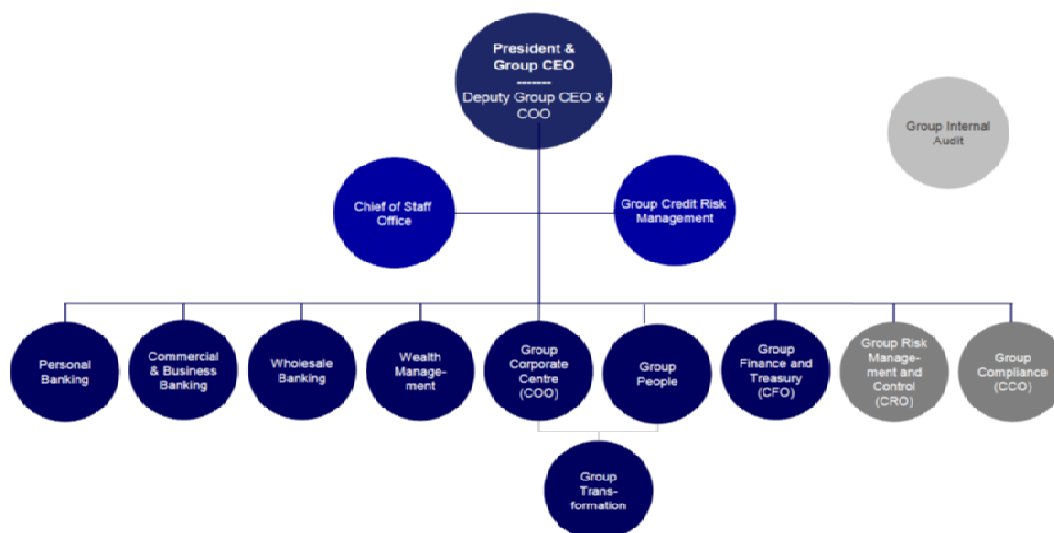 President &
Group CEO
-------
Deputy Group CEO &
COO
Group Internal
Audit
Chief of Staff
Office
Group Credit Risk
Management
Personal
Banking
Commercial
& Business
Banking
Wholesale
Banking
Wealth
Manage-
ment
Group
Corporate
Centre
(COO)
Group
People
Group
Finance and
Treasury
(CFO)
Group Risk
Manage-
ment and
Control
(CRO)
Group
Compliance
(CCO)
Group
Trans-
formation